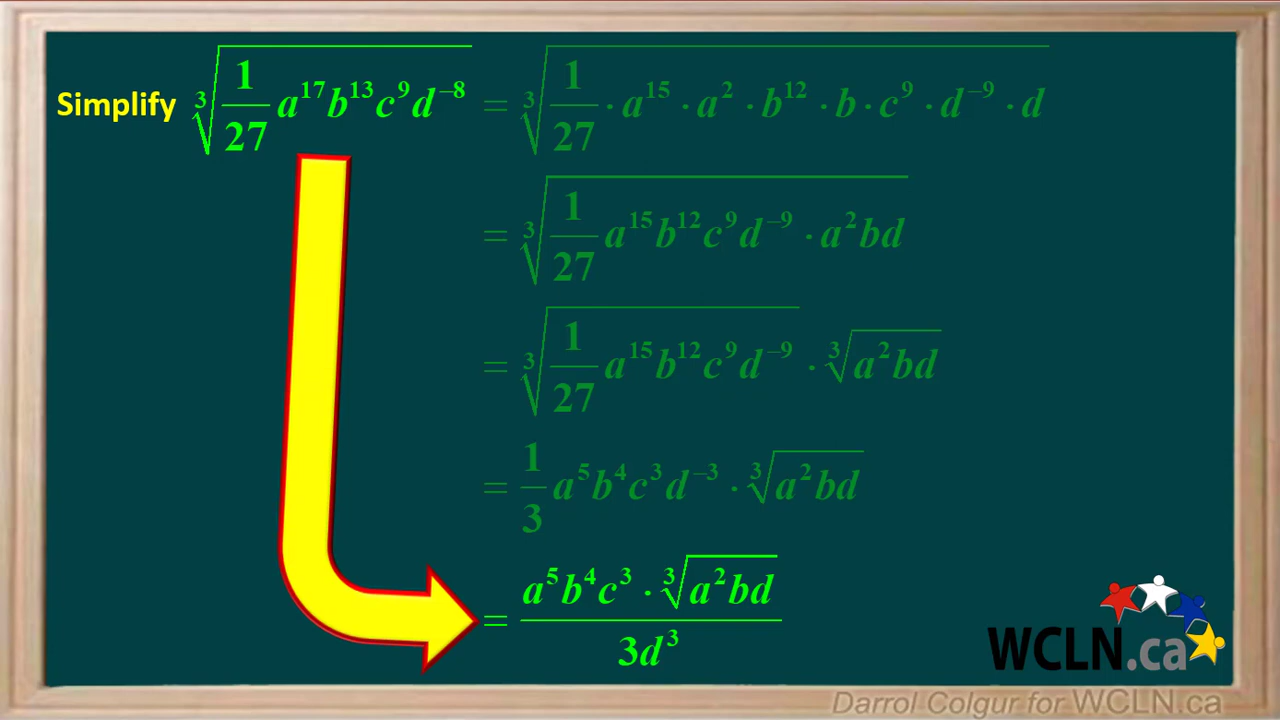 Simplify ∛(1/27 a¹⁷b¹³c⁹d⁻⁸) = ∛(1/27 · a¹⁵ · a² · b¹² · b · c⁹ · d⁻⁹ · d)
= ∛(1/27 a¹⁵b¹²c⁹d⁻⁹ · a²bd)
= ∛(1/27 a¹⁵b¹²c⁹d⁻⁹) · ∛(a²bd)
= 1/3 a⁵b⁴c³d⁻³ · ∛(a²bd)
= (a⁵b⁴c³ · ∛(a²bd))/(3d³)
WCLN.ca
Darrol Colgur for WCLN.ca